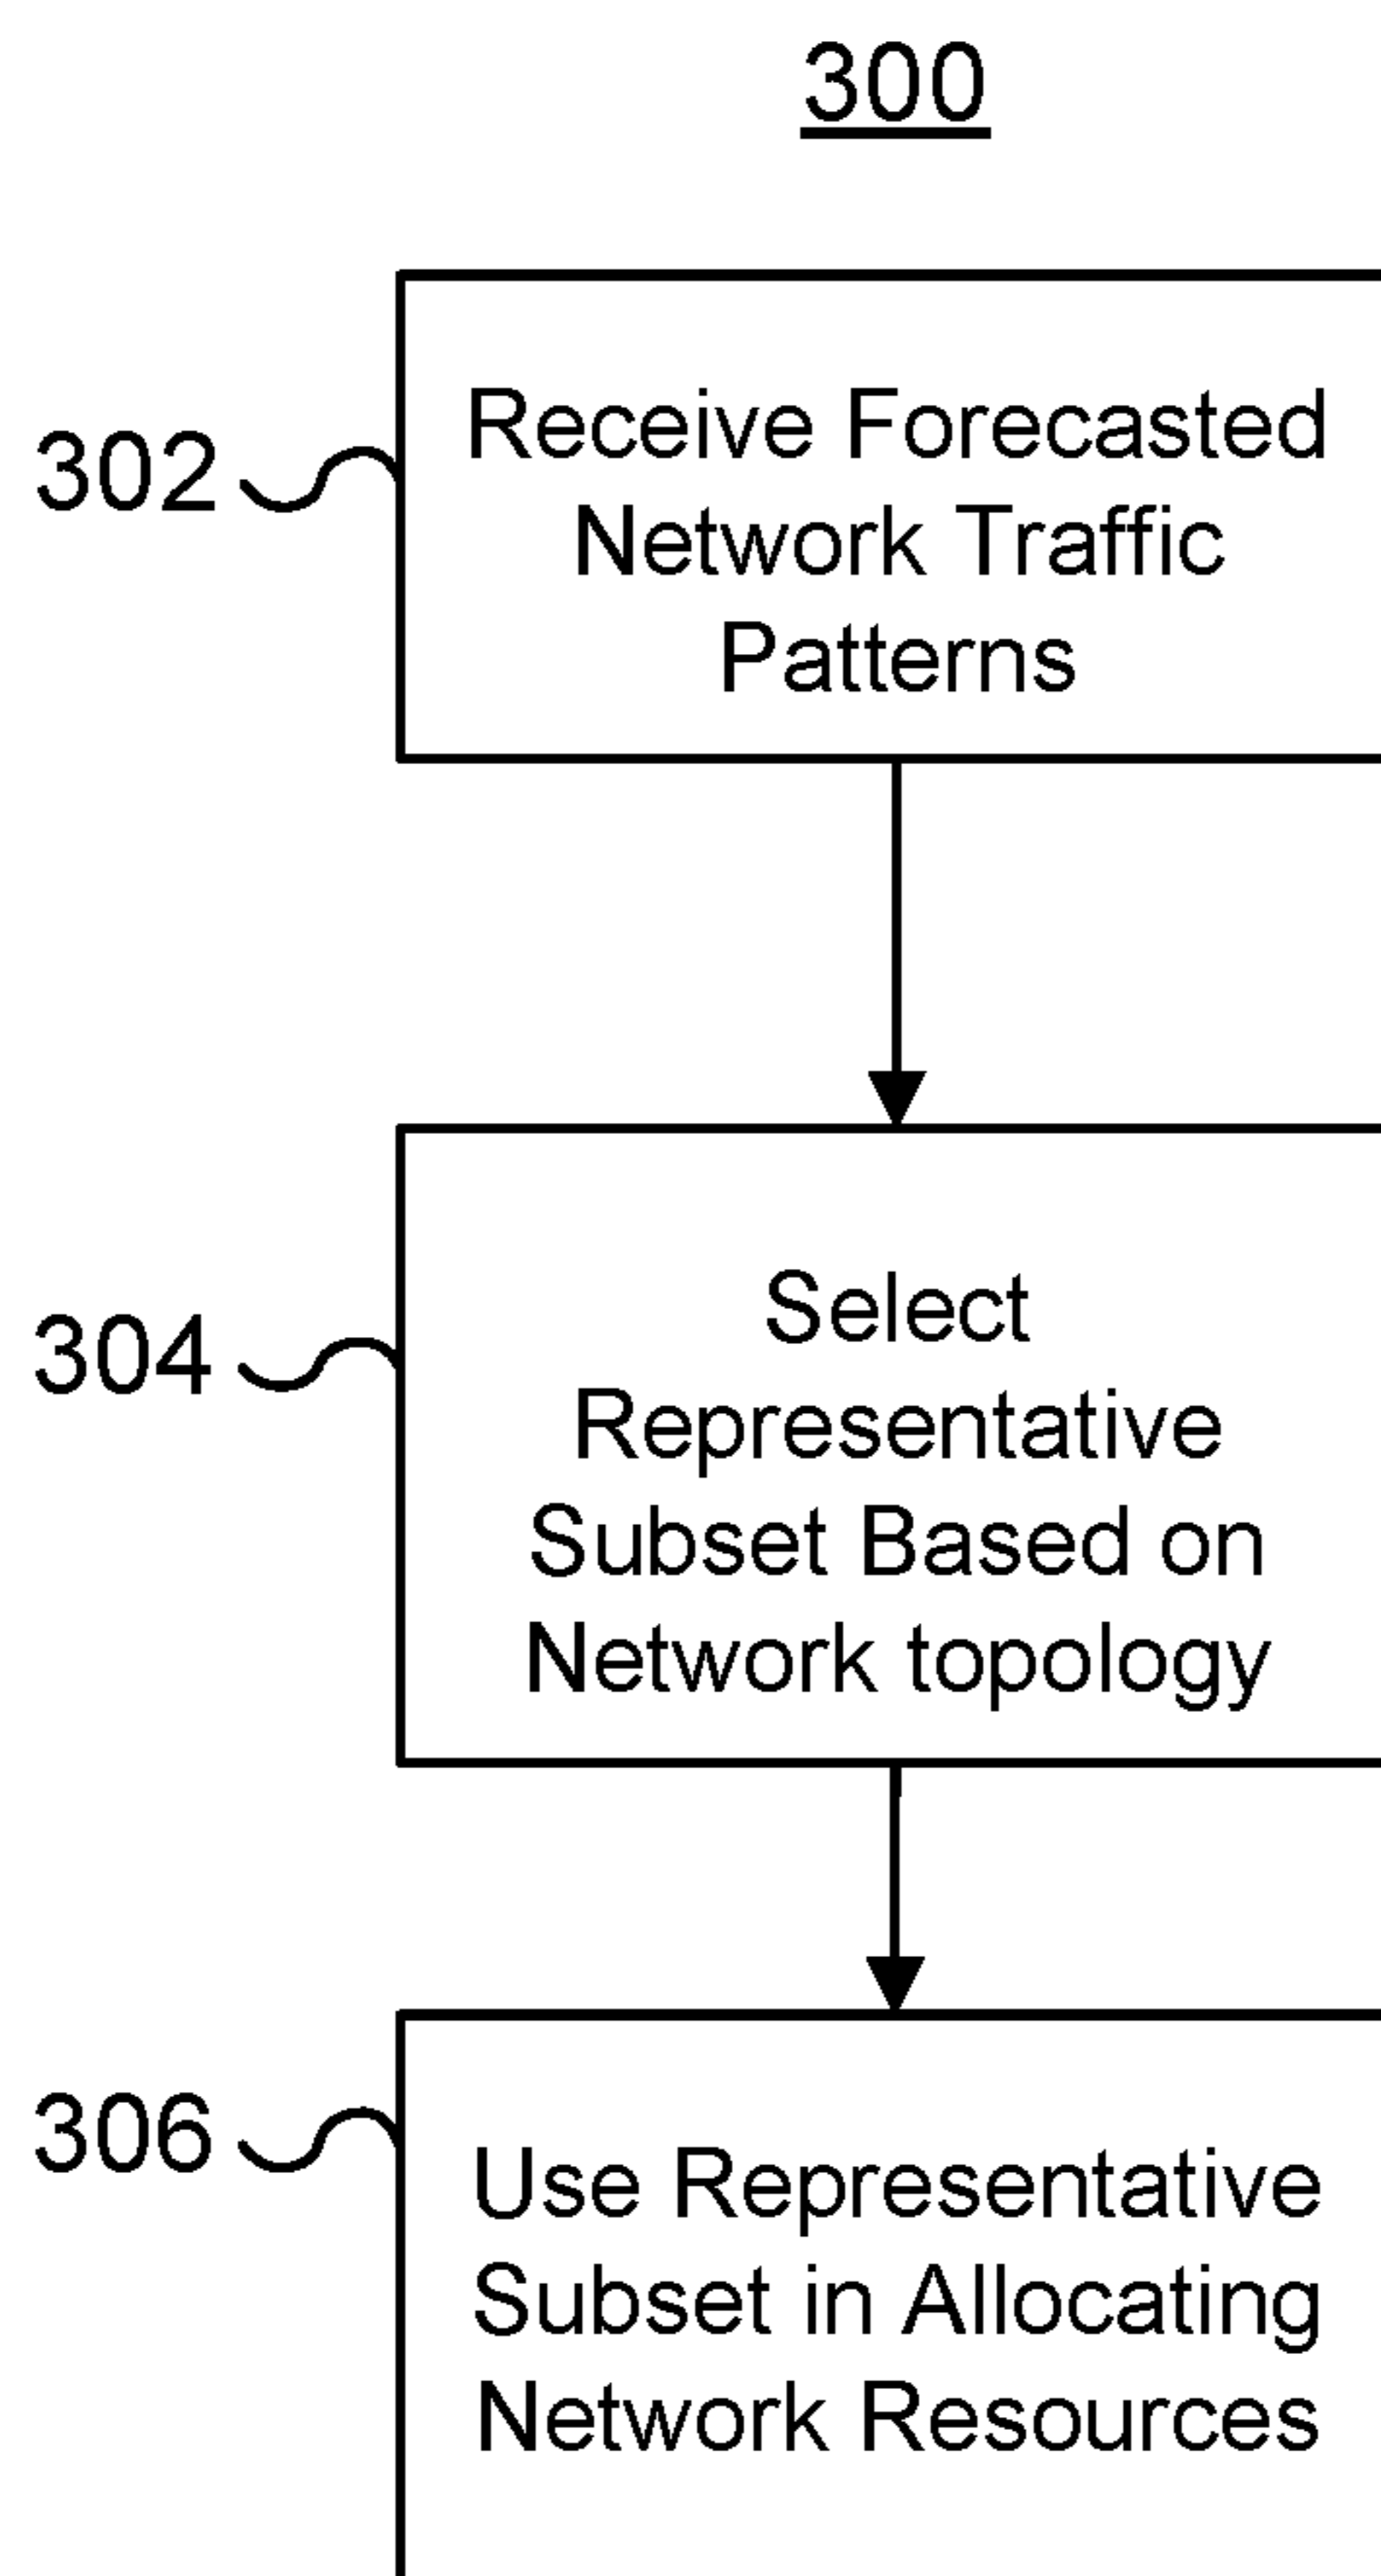 300
302
Receive Forecasted
Network Traffic
Patterns
304
Select
Representative
Subset Based on
Network topology
306
Use Representative
Subset in Allocating
Network Resources